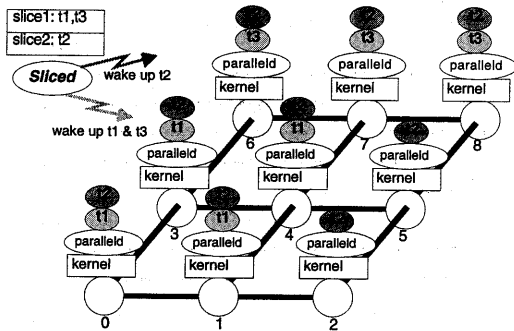 slice1: t1,t3
slice2: t2
Sliced
wake up t2
wake up t1 & t3
t3
paralleld
kernel
6
t2
t3
paralleld
kernel
7
t2
t3
paralleld
kernel
8
t1
paralleld
kernel
3
t1
paralleld
kernel
4
paralleld
kernel
5
t1
paralleld
kernel
0
t1
paralleld
kernel
1
paralleld
kernel
2